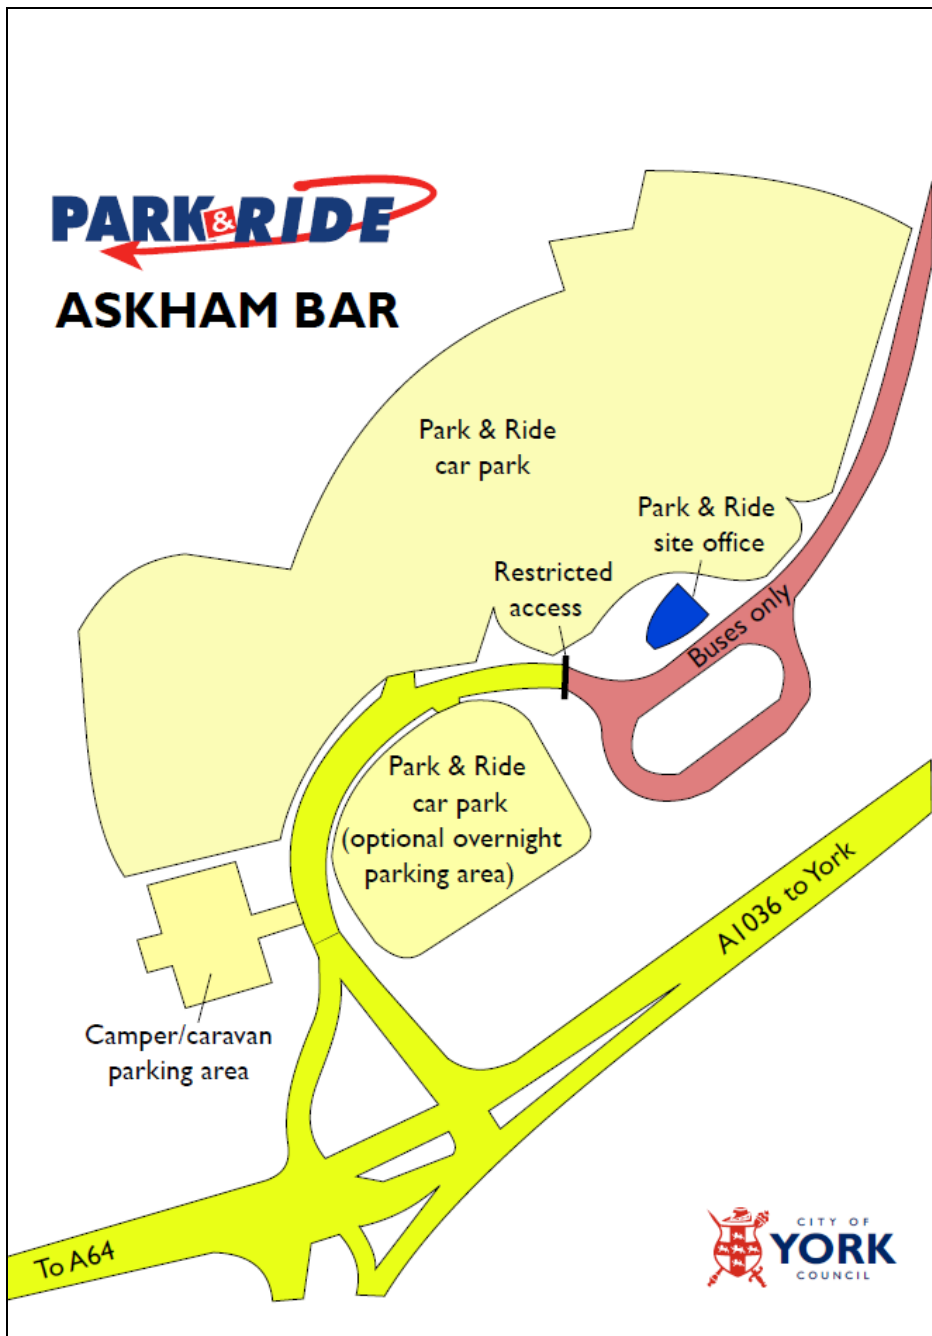 PARK & RIDE
ASKHAM BAR
Park & Ride
car park
Park & Ride
site office
Restricted
access
Buses only
Park & Ride
car park
(optional overnight
parking area)
A1036 to York
Camper/caravan
parking area
To A64
CITY OF
YORK
COUNCIL